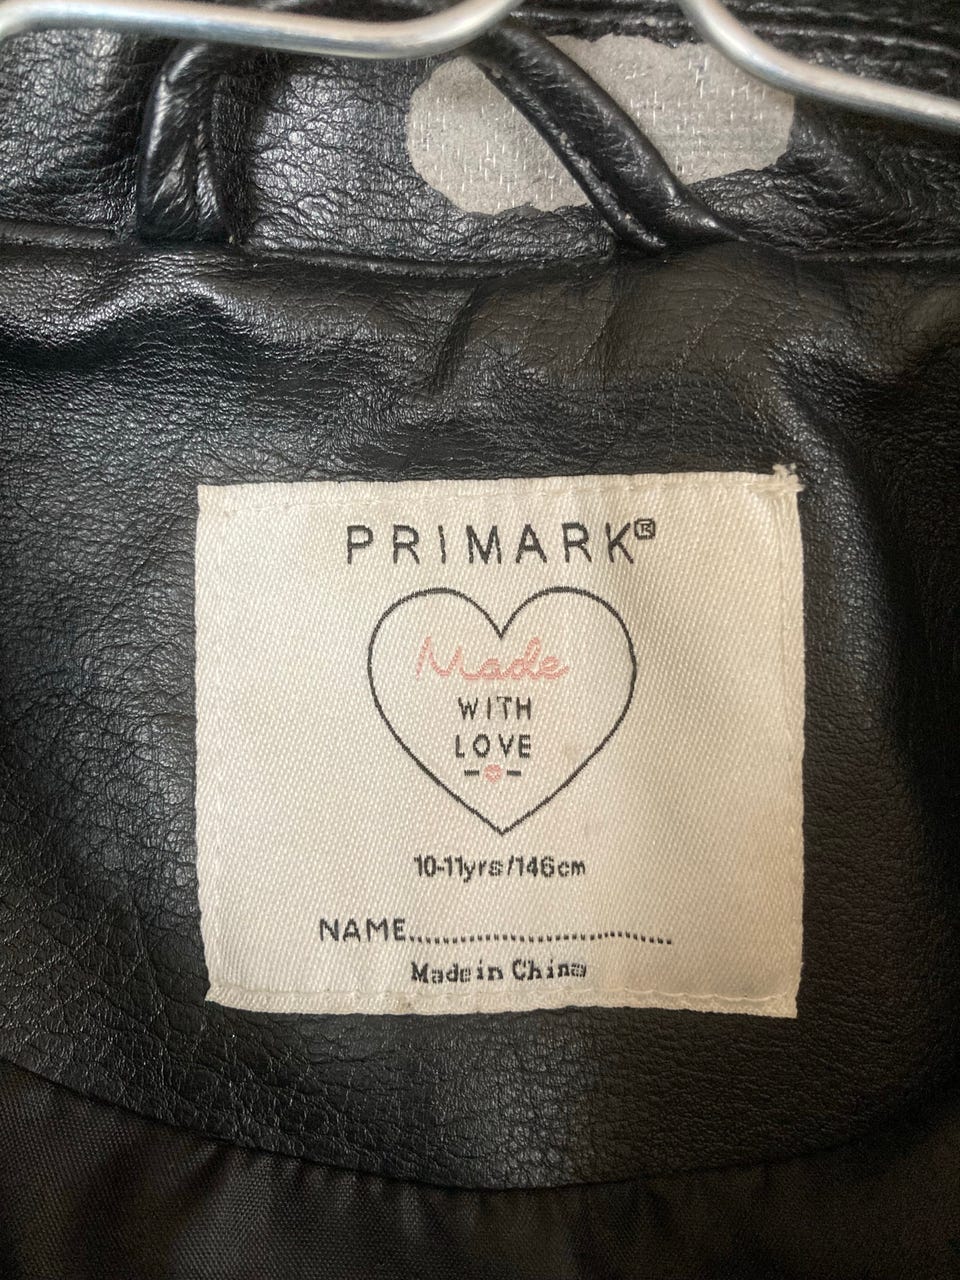 PRIMARK®
Made
WITH
LOVE
10-11yrs/146cm
NAME...............................
Made in China